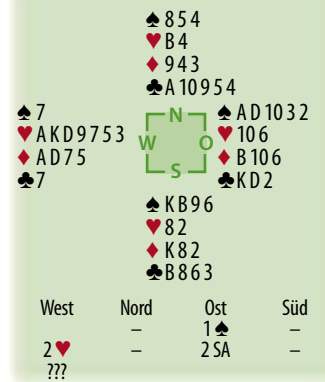 ♠ 8 5 4
♥ B 4
♦ 9 4 3
♣ A 10 9 5 4
♠ 7
♥ A K D 9 7 5 3
♦ A D 7 5
♣ 7
N
W O
S
♠ A D 10 3 2
♥ 10 6
♦ B 10 6
♣ K D 2
♠ K B 9 6
♥ 8 2
♦ K 8 2
♣ B 8 6 3
West Nord Ost Süd
– 1 ♠ –
2 ♥ – 2 SA –
???